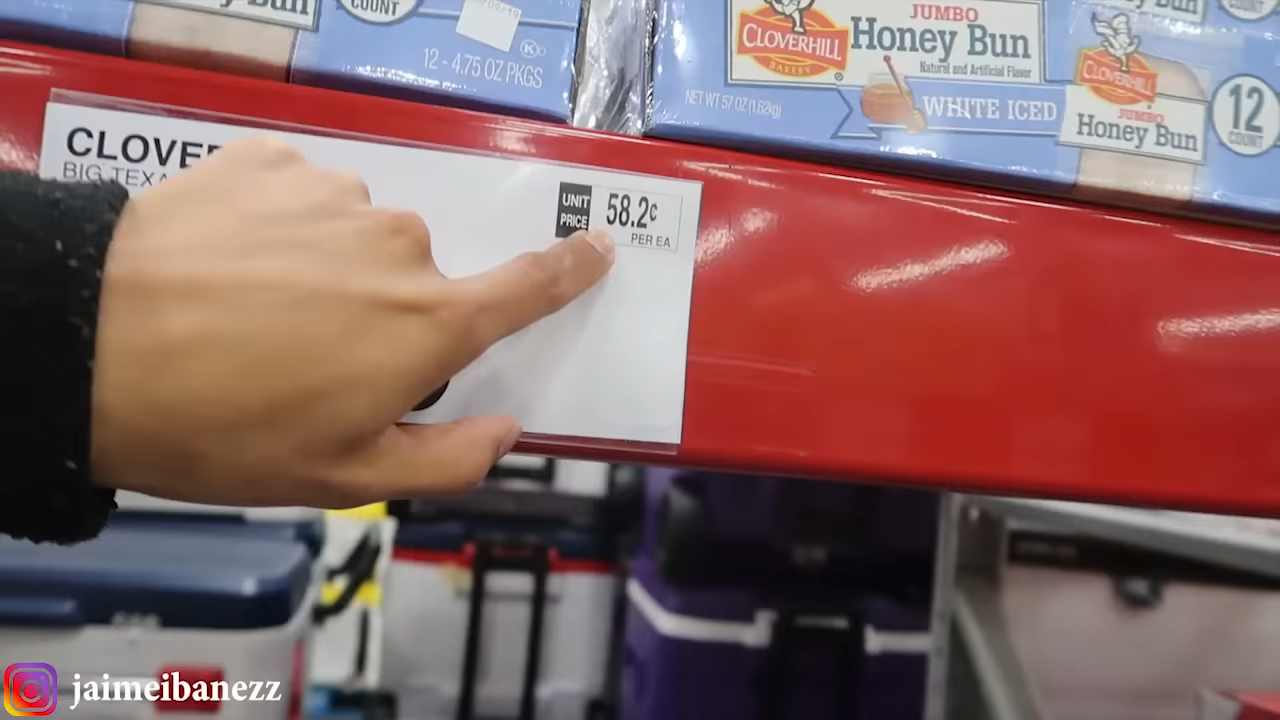 COUNT
12 - 4.75 OZ PKGS
CLOVERHILL
BAKERY
JUMBO
Honey Bun
Natural and Artificial Flavor
NET WT 57 OZ (1.62kg)
WHITE ICED
CLOVERHILL
JUMBO
Honey Bun
12
COUNT
BIG TEXA
UNIT
PRICE
58.2¢
PER EA
jaimeibanezz